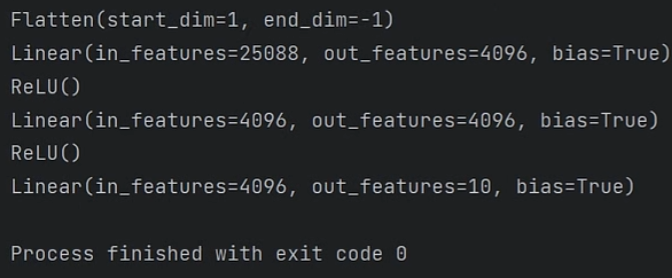 Flatten(start_dim=1, end_dim=-1)
Linear(in_features=25088, out_features=4096, bias=True)
ReLU()
Linear(in_features=4096, out_features=4096, bias=True)
ReLU()
Linear(in_features=4096, out_features=10, bias=True)
Process finished with exit code 0